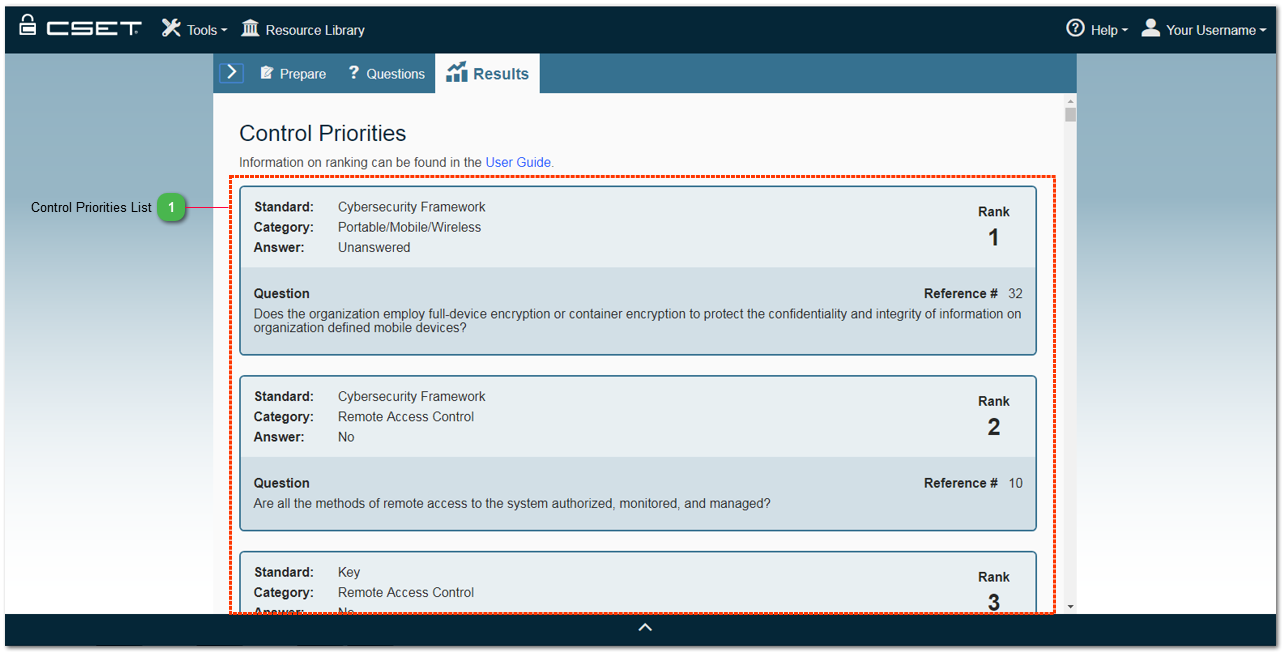 CSET Tools Resource Library Help Your Username
Prepare ? Questions Results
Control Priorities
Information on ranking can be found in the User Guide.
Control Priorities List 1
Standard: Cybersecurity Framework
Category: Portable/Mobile/Wireless
Answer: Unanswered
Rank
1
Question Reference # 32
Does the organization employ full-device encryption or container encryption to protect the confidentiality and integrity of information on
organization defined mobile devices?
Standard: Cybersecurity Framework
Category: Remote Access Control
Answer: No
Rank
2
Question Reference # 10
Are all the methods of remote access to the system authorized, monitored, and managed?
Standard: Key
Category: Remote Access Control
Answer: No
Rank
3